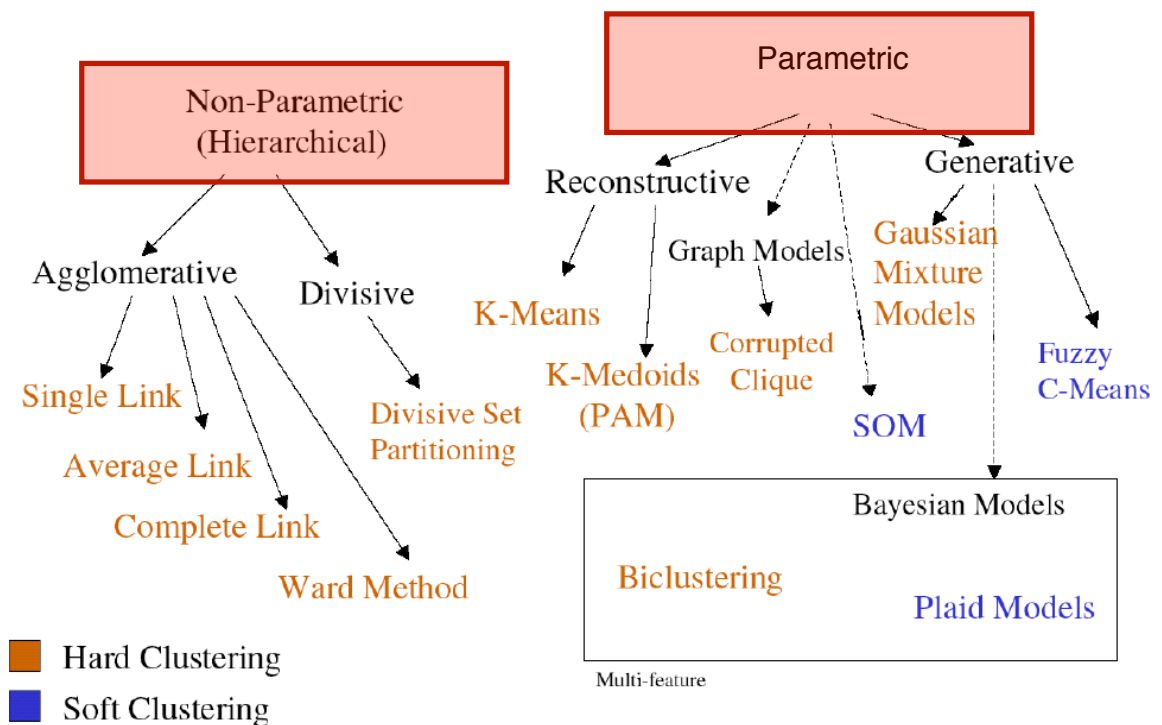 Non-Parametric
(Hierarchical)
Agglomerative
Divisive
Single Link
Average Link
Complete Link
Ward Method
Divisive Set
Partitioning
Parametric
Reconstructive
Graph Models
Generative
K-Means
K-Medoids
(PAM)
Corrupted
Clique
SOM
Gaussian
Mixture
Models
Fuzzy
C-Means
Bayesian Models
Biclustering
Plaid Models
Multi-feature
Hard Clustering
Soft Clustering